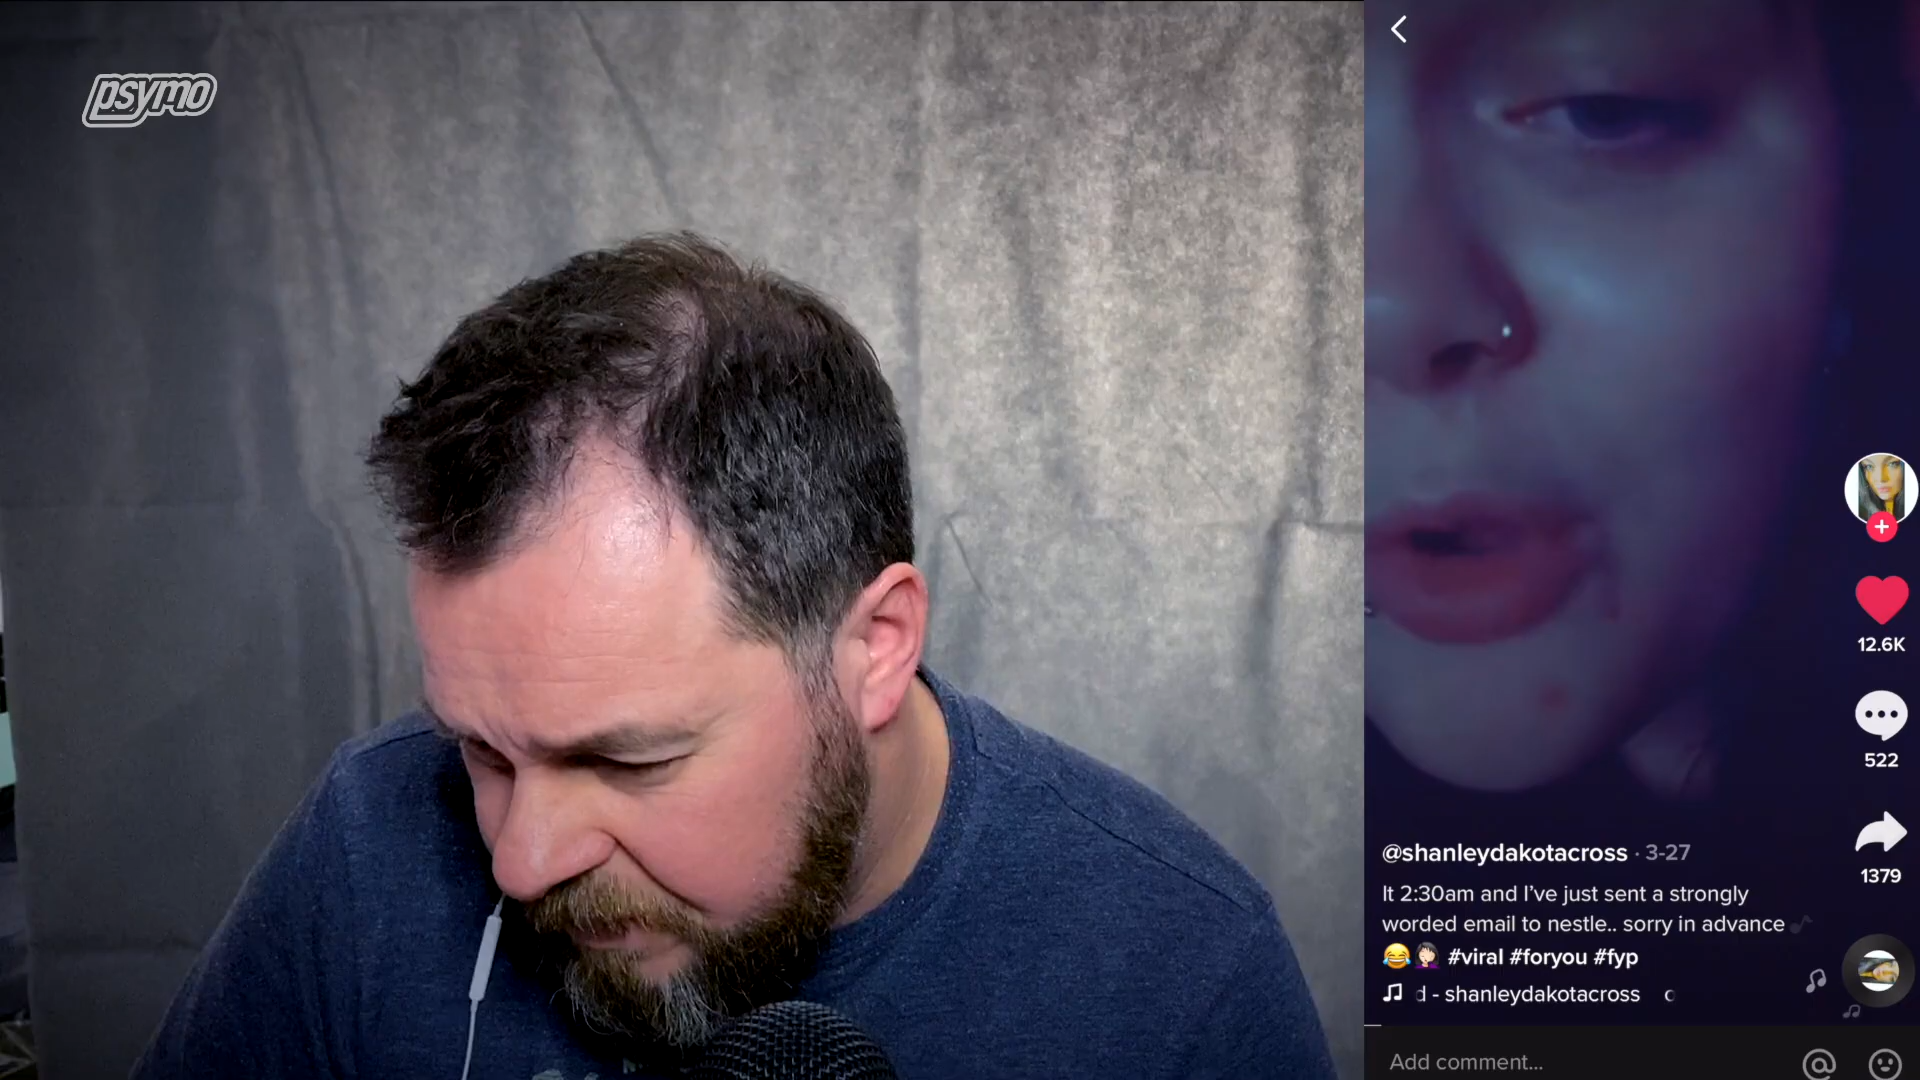 psymo
12.6K
522
1379
@shanleydakotacross · 3-27
It 2:30am and I've just sent a strongly
worded email to nestle.. sorry in advance
😂🤦🏻‍♀️ #viral #foryou #fyp
d - shanleydakotacross
Add comment...